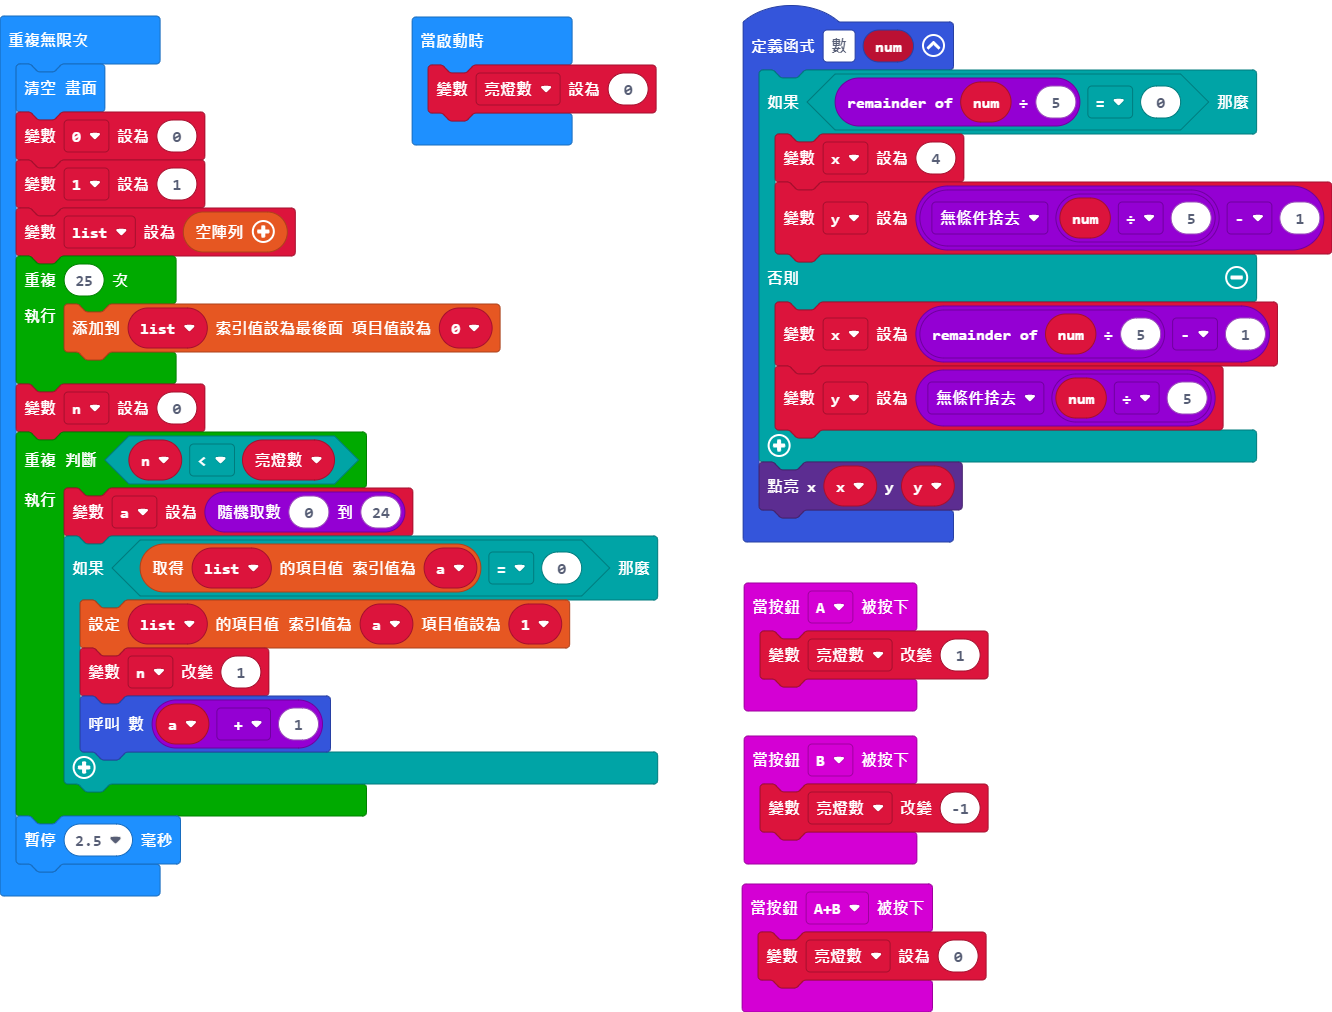 重複無限次
清空 畫面
變數 0 設為 0
變數 1 設為 1
變數 list 設為 空陣列
重複 25 次
執行
添加到 list 索引值設為最後面 項目值設為 0
變數 n 設為 0
重複 判斷 n < 亮燈數
執行
變數 a 設為 隨機取數 0 到 24
如果 取得 list 的項目值 索引值為 a = 0 那麼
設定 list 的項目值 索引值為 a 項目值設為 1
變數 n 改變 1
呼叫 數 a + 1
暫停 2.5 毫秒
當啟動時
變數 亮燈數 設為 0
定義函式 數 num
如果 remainder of num ÷ 5 = 0 那麼
變數 x 設為 4
變數 y 設為 無條件捨去 num ÷ 5 - 1
否則
變數 x 設為 remainder of num ÷ 5 - 1
變數 y 設為 無條件捨去 num ÷ 5
點亮 x x y y
當按鈕 A 被按下
變數 亮燈數 改變 1
當按鈕 B 被按下
變數 亮燈數 改變 -1
當按鈕 A+B 被按下
變數 亮燈數 設為 0